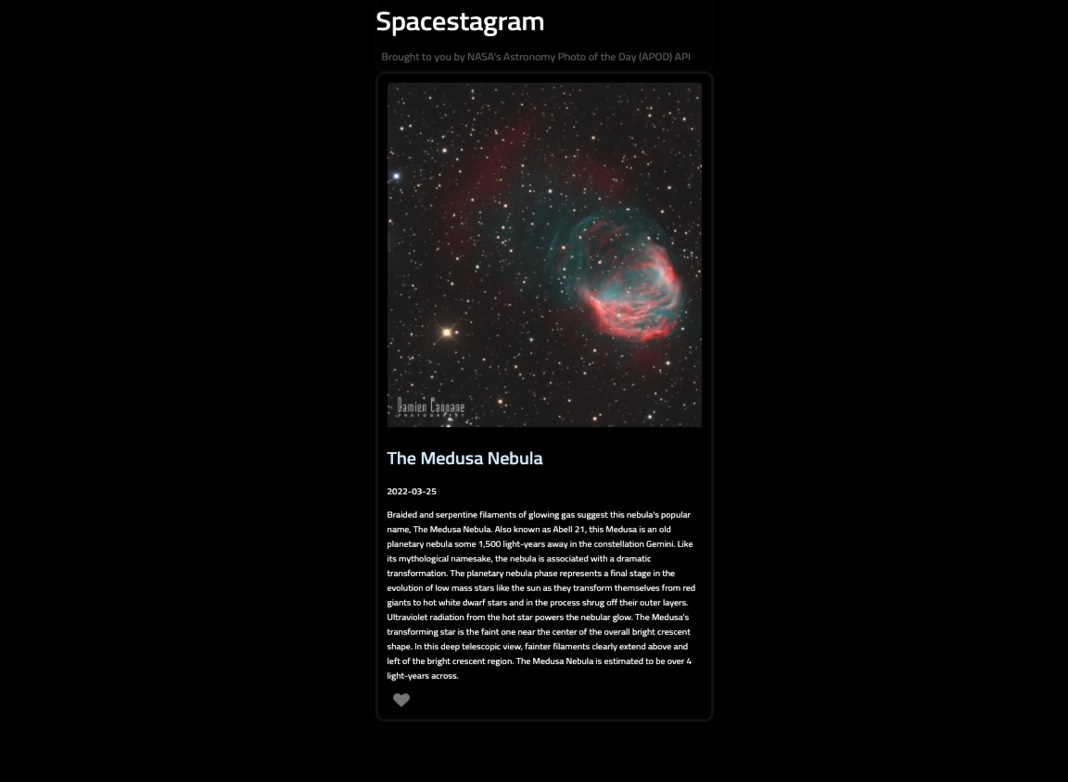 Spacestagram
Brought to you by NASA's Astronomy Photo of the Day (APOD) API
Damien Cannane
PHOTOGRAPHY
The Medusa Nebula
2022-03-25
Braided and serpentine filaments of glowing gas suggest this nebula's popular
name, The Medusa Nebula. Also known as Abell 21, this Medusa is an old
planetary nebula some 1,500 light-years away in the constellation Gemini. Like
its mythological namesake, the nebula is associated with a dramatic
transformation. The planetary nebula phase represents a final stage in the
evolution of low mass stars like the sun as they transform themselves from red
giants to hot white dwarf stars and in the process shrug off their outer layers.
Ultraviolet radiation from the hot star powers the nebular glow. The Medusa's
transforming star is the faint one near the center of the overall bright crescent
shape. In this deep telescopic view, fainter filaments clearly extend above and
left of the bright crescent region. The Medusa Nebula is estimated to be over 4
light-years across.